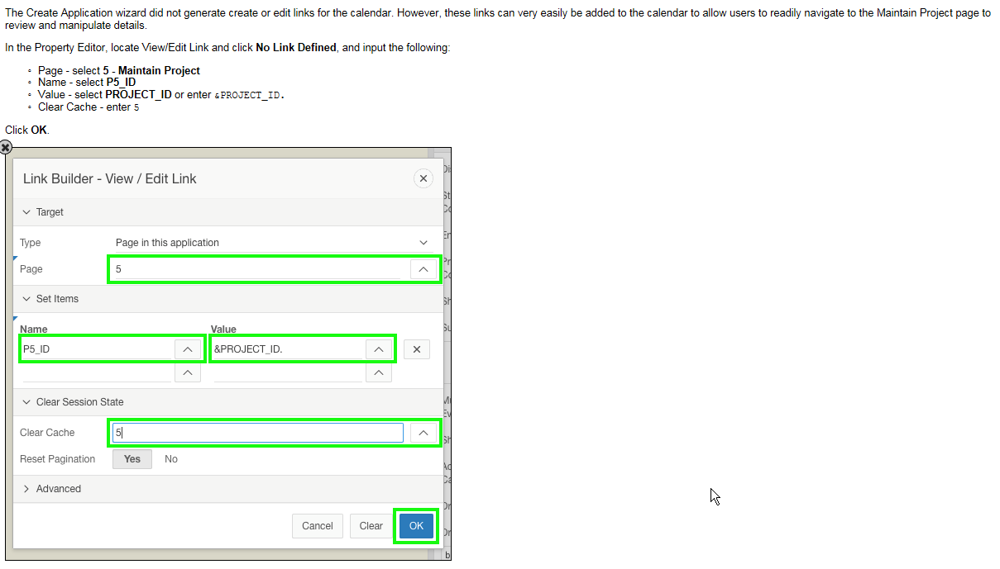 The Create Application wizard did not generate create or edit links for the calendar. However, these links can very easily be added to the calendar to allow users to readily navigate to the Maintain Project page to
review and manipulate details.
In the Property Editor, locate View/Edit Link and click No Link Defined, and input the following:
◦ Page - select 5 - Maintain Project
◦ Name - select P5_ID
◦ Value - select PROJECT_ID or enter &PROJECT_ID.
◦ Clear Cache - enter 5
Click OK.
Link Builder - View / Edit Link
Target
Type Page in this application
Page 5
Set Items
Name Value
P5_ID &PROJECT_ID.
Clear Session State
Clear Cache 5
Reset Pagination Yes No
Advanced
Cancel Clear OK